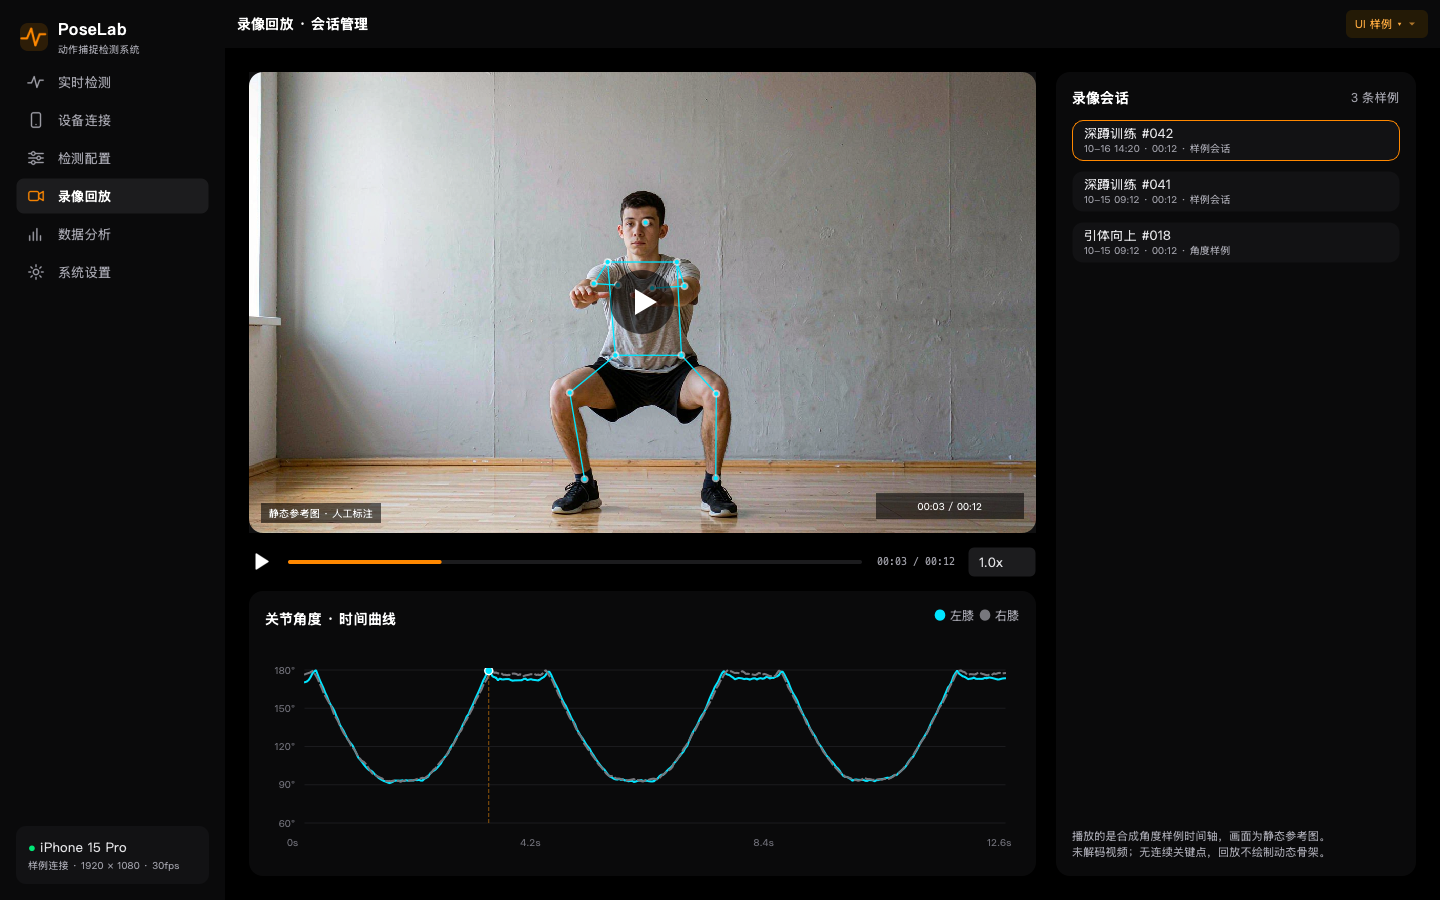 PoseLab
动作捕捉检测系统
实时检测
设备连接
检测配置
录像回放
数据分析
系统设置
iPhone 15 Pro
样例连接 · 1920 × 1080 · 30fps
录像回放 · 会话管理
UI 样例
静态参考图 · 人工标注
00:03 / 00:12
00:03 / 00:12
1.0x
关节角度 · 时间曲线
左膝
右膝
180°
150°
120°
90°
60°
0s
4.2s
8.4s
12.6s
录像会话
3 条样例
深蹲训练 #042
10–16 14:20 · 00:12 · 样例会话
深蹲训练 #041
10–15 09:12 · 00:12 · 样例会话
引体向上 #018
10–15 09:12 · 00:12 · 角度样例
播放的是合成角度样例时间轴，画面为静态参考图。
未解码视频；无连续关键点，回放不绘制动态骨架。